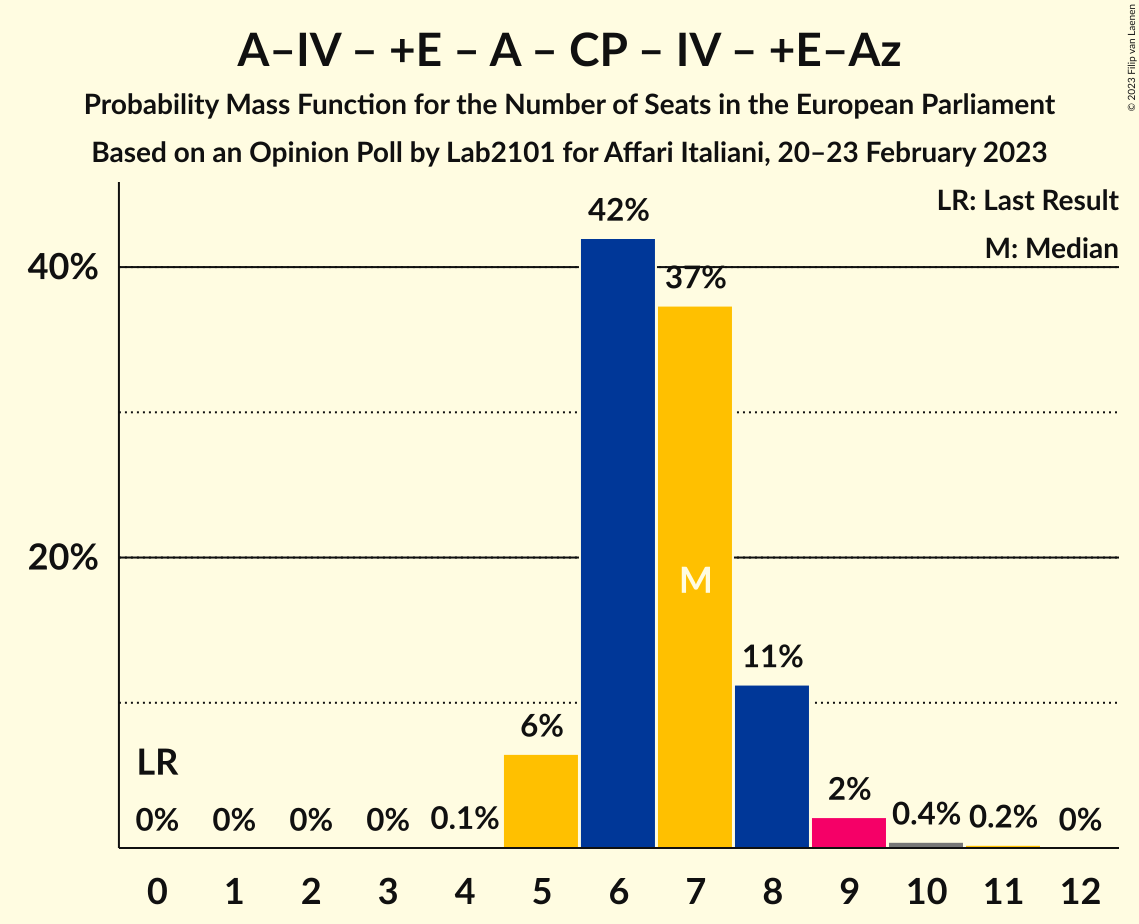 A–IV – +E – A – CP – IV – +E–Az
Probability Mass Function for the Number of Seats in the European Parliament
Based on an Opinion Poll by Lab2101 for Affari Italiani, 20–23 February 2023
© 2023 Filip van Laenen
LR: Last Result
M: Median
42%
40%
37%
20%
M
11%
6%
LR
2%
0% 0% 0% 0% 0.1% 0.4% 0.2% 0%
0 1 2 3 4 5 6 7 8 9 10 11 12